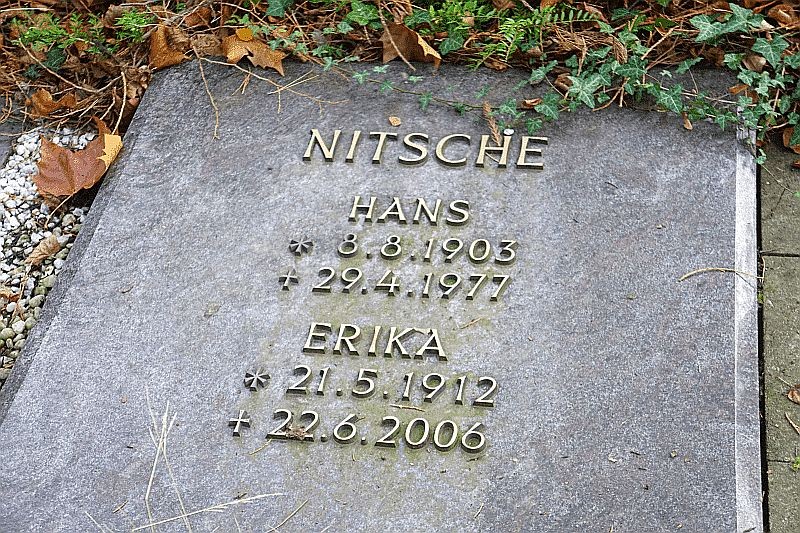 NITSCHE
HANS
* 8.8.1903
+ 29.4.1977
ERIKA
* 21.5.1912
+ 22.6.2006